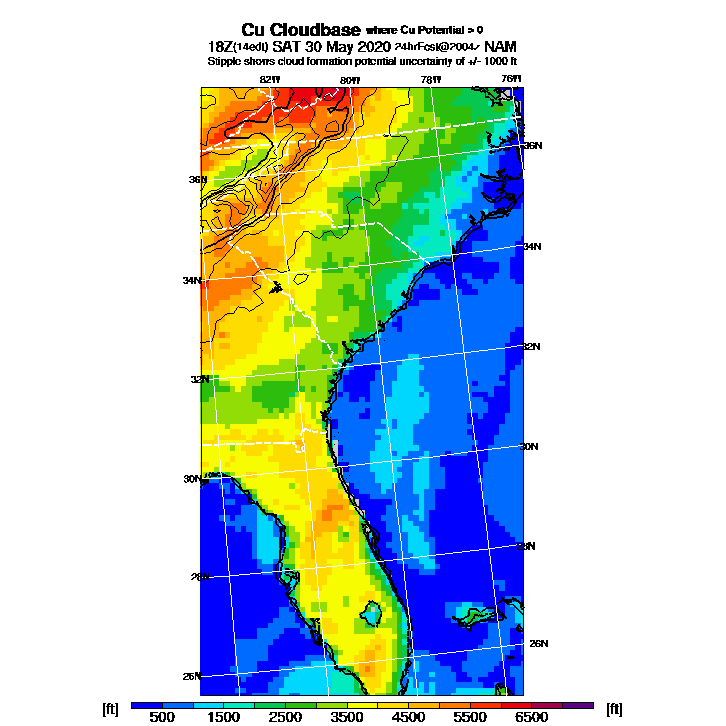 Cu Cloudbase where Cu Potential > 0
18Z(14edt) SAT 30 May 2020 24hrFcst@2004z NAM
Stipple shows cloud formation potential uncertainty of +/- 1000 ft
82W 80W 78W 76W
36N
36N
34N
34N
32N
32N
30N
30N
28N
28N
26N
26N
[ft] [ft]
500 1500 2500 3500 4500 5500 6500